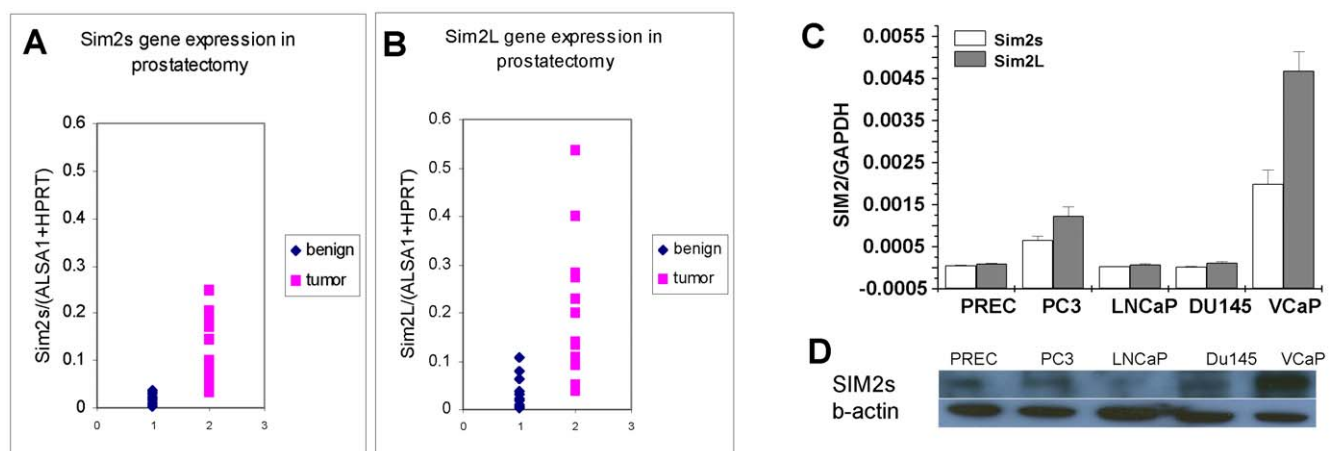 A
Sim2s gene expression in
prostatectomy
Sim2s/(ALSA1+HPRT)
0.6
0.5
0.4
0.3
0.2
0.1
0
0 1 2 3
benign
tumor
B
Sim2L gene expression in
prostatectomy
Sim2L/(ALSA1+HPRT)
0.6
0.5
0.4
0.3
0.2
0.1
0
0 1 2 3
benign
tumor
C
SIM2/GAPDH
0.0055
0.0045
0.0035
0.0025
0.0015
0.0005
-0.0005
Sim2s
Sim2L
PREC PC3 LNCaP DU145 VCaP
D
PREC PC3 LNCaP Du145 VCaP
SIM2s
b-actin